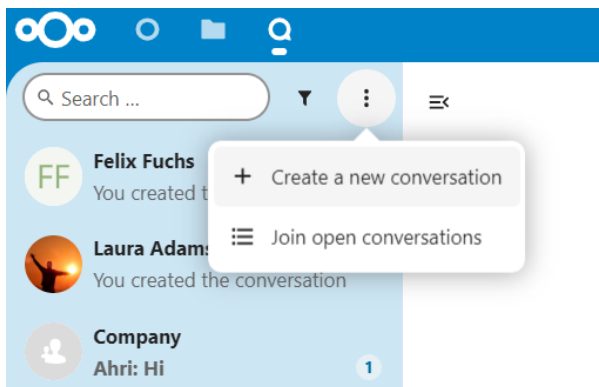 Search ...
FF
Felix Fuchs
You created t
Create a new conversation
Join open conversations
Laura Adams
You created the conversation
Company
Ahri: Hi
1